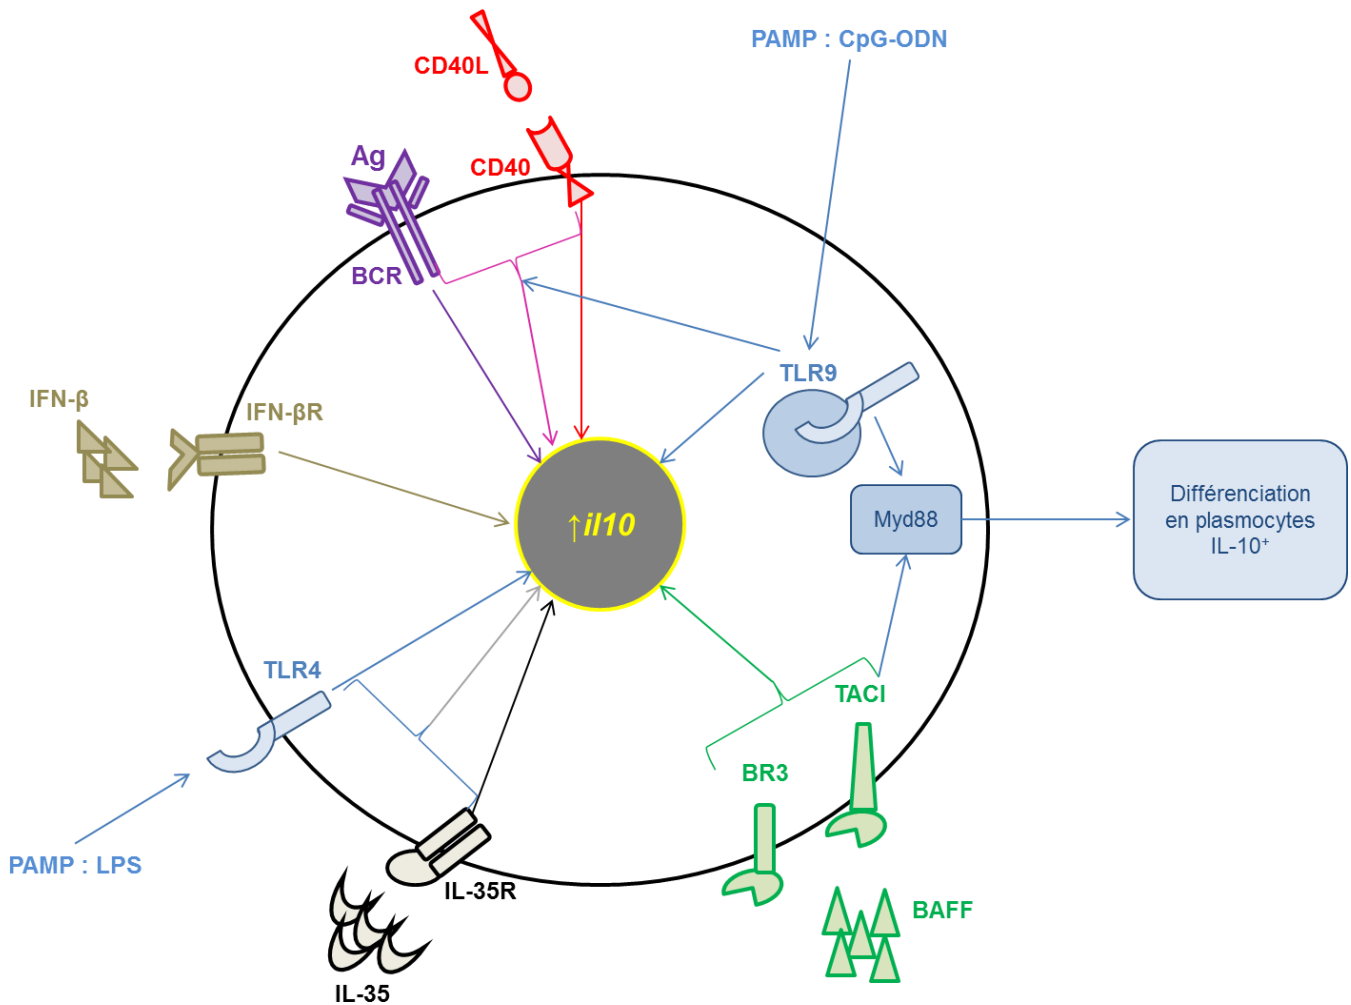 PAMP : CpG-ODN
CD40L
Ag
CD40
BCR
TLR9
IFN-β
IFN-βR
↑il10
Myd88
Différenciation
en plasmocytes
IL-10⁺
TLR4
TACI
BR3
PAMP : LPS
IL-35R
BAFF
IL-35